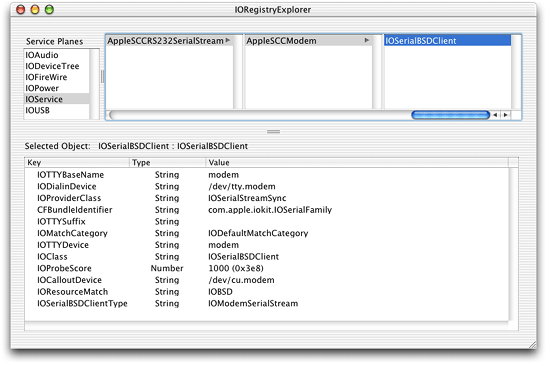 IORegistryExplorer
Service Planes
IOAudio
IODeviceTree
IOFireWire
IOPower
IOService
IOUSB
AppleSCCRS232SerialStream
AppleSCCModem
IOSerialBSDClient
Selected Object: IOSerialBSDClient : IOSerialBSDClient
Key Type Value
IOTTYBaseName String modem
IODialinDevice String /dev/tty.modem
IOProviderClass String IOSerialStreamSync
CFBundleIdentifier String com.apple.iokit.IOSerialFamily
IOTTYSuffix String
IOMatchCategory String IODefaultMatchCategory
IOTTYDevice String modem
IOClass String IOSerialBSDClient
IOProbeScore Number 1000 (0x3e8)
IOCalloutDevice String /dev/cu.modem
IOResourceMatch String IOBSD
IOSerialBSDClientType String IOModemSerialStream